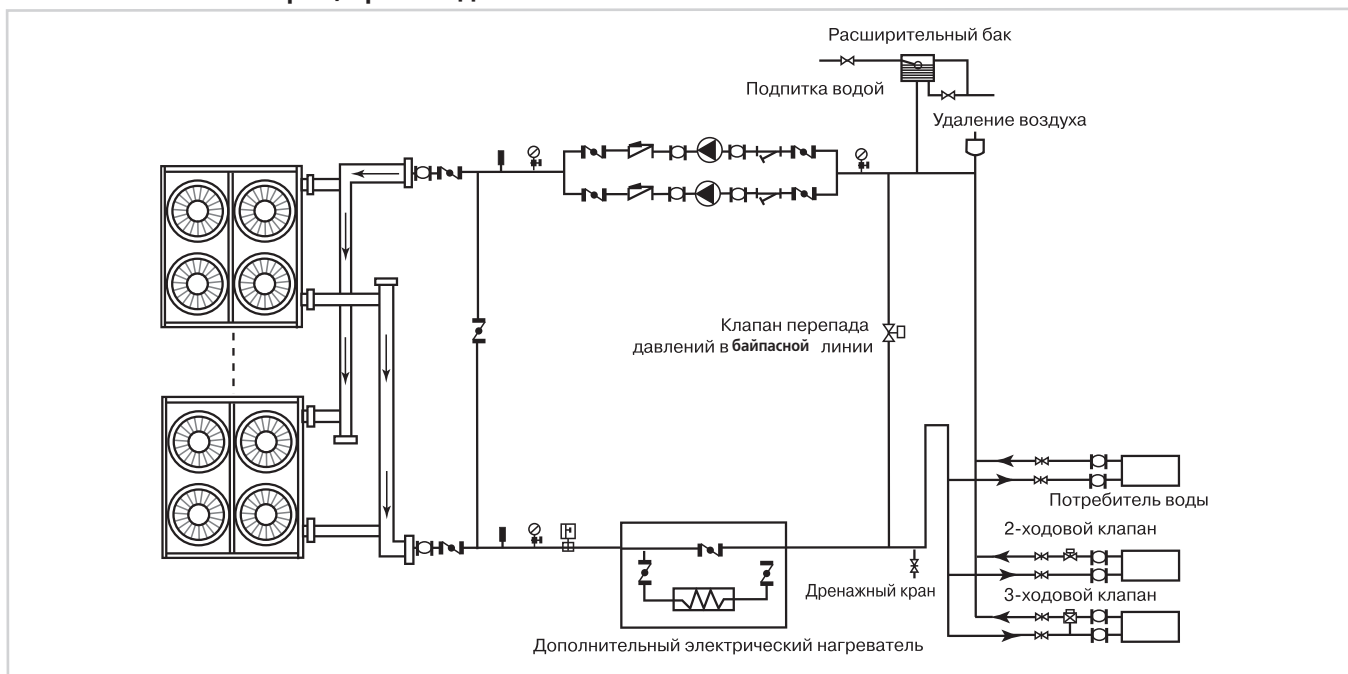 Расширительный бак
Подпитка водой
Удаление воздуха
Клапан перепада
давлений в байпасной линии
Потребитель воды
2-ходовой клапан
3-ходовой клапан
Дренажный кран
Дополнительный электрический нагреватель